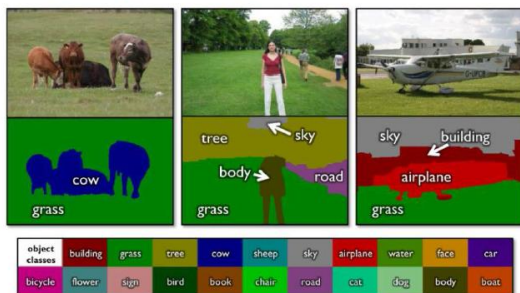 G-UFCB
cow
grass
tree
sky
body
road
grass
sky
building
airplane
grass
object classes
building
grass
tree
cow
sheep
sky
airplane
water
face
car
bicycle
flower
sign
bird
book
chair
road
cat
dog
body
boat